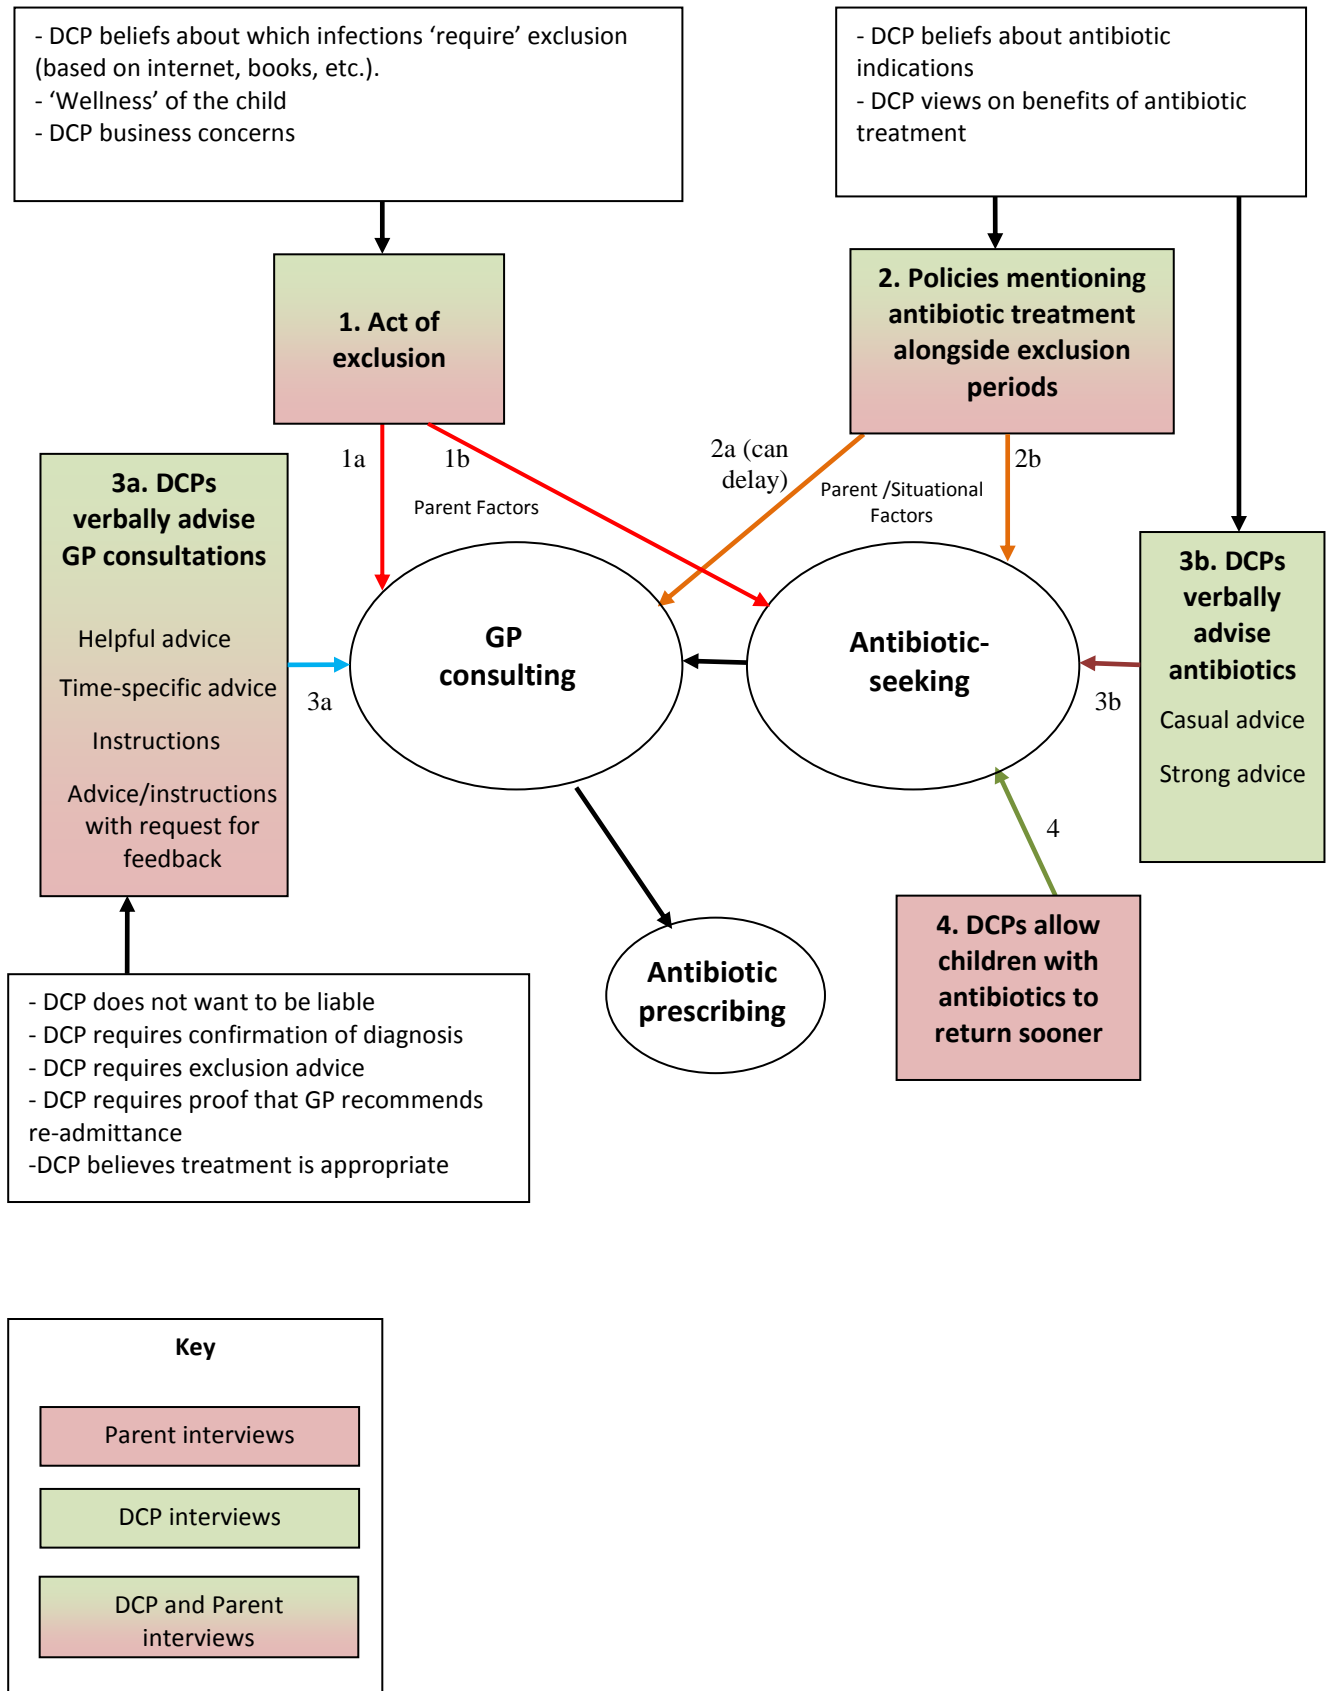 - DCP beliefs about which infections ‘require’ exclusion
(based on internet, books, etc.).
- ‘Wellness’ of the child
- DCP business concerns
- DCP beliefs about antibiotic
indications
- DCP views on benefits of antibiotic
treatment
1. Act of
exclusion
2. Policies mentioning
antibiotic treatment
alongside exclusion
periods
1a
1b
Parent Factors
2a (can
delay)
2b
Parent /Situational
Factors
3a. DCPs
verbally advise
GP consultations
Helpful advice
Time-specific advice
Instructions
Advice/instructions
with request for
feedback
3a
GP
consulting
Antibiotic-
seeking
3b
3b. DCPs
verbally
advise
antibiotics
Casual advice
Strong advice
4
4. DCPs allow
children with
antibiotics to
return sooner
Antibiotic
prescribing
- DCP does not want to be liable
- DCP requires confirmation of diagnosis
- DCP requires exclusion advice
- DCP requires proof that GP recommends
re-admittance
-DCP believes treatment is appropriate
Key
Parent interviews
DCP interviews
DCP and Parent
interviews